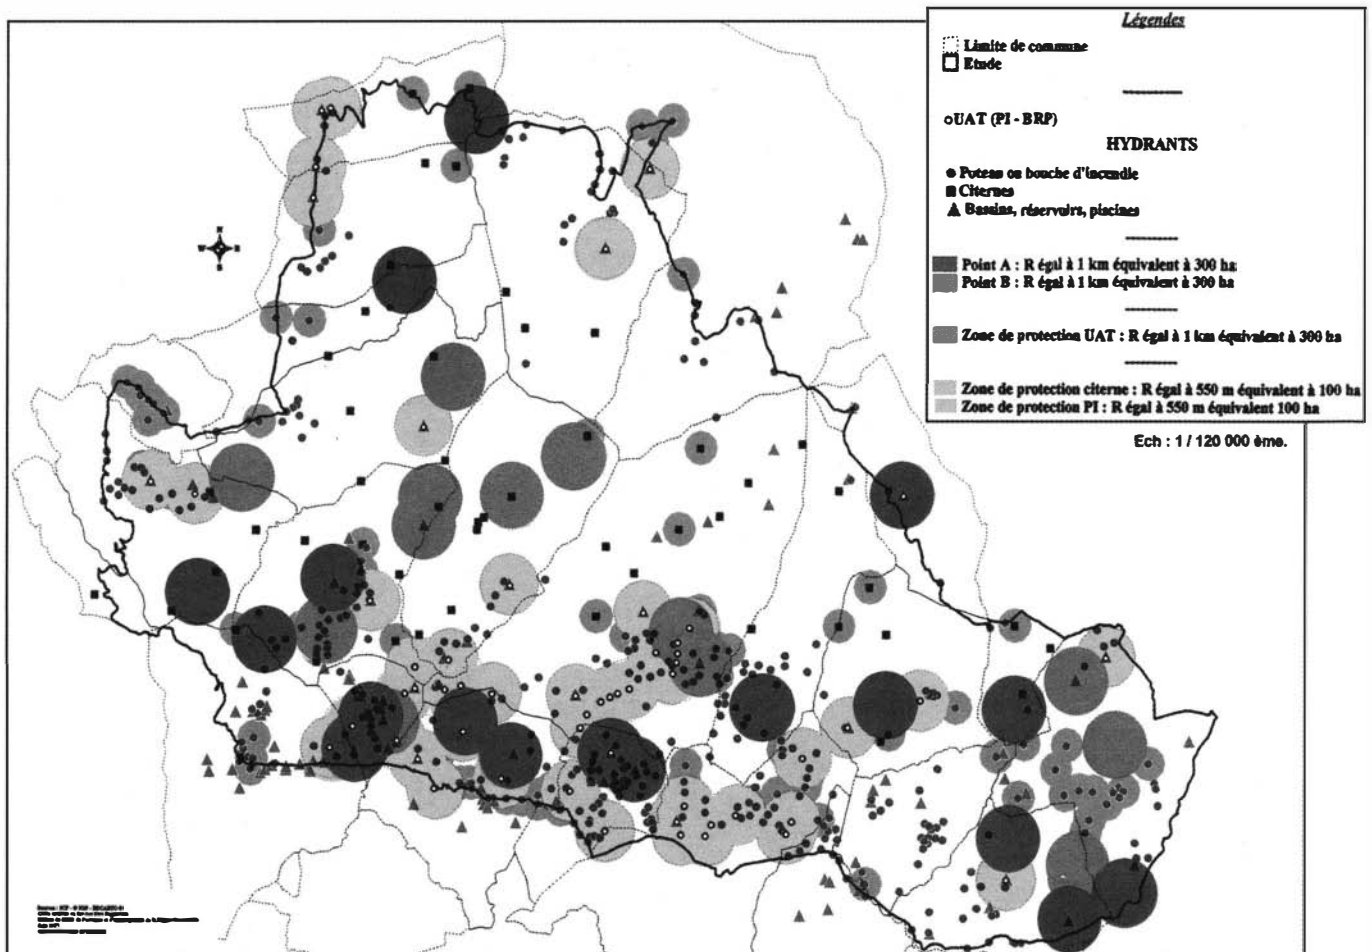 Légendes
Limite de commune
Etude
UAT (PI - BRP)
HYDRANTS
Poteau ou bouche d'incendie
Citernes
Bassins, réservoirs, piscines
Point A : R égal à 1 km équivalent à 300 ha
Point B : R égal à 1 km équivalent à 300 ha
Zone de protection UAT : R égal à 1 km équivalent à 300 ha
Zone de protection citerne : R égal à 550 m équivalent à 100 ha
Zone de protection PI : R égal à 550 m équivalent 100 ha
Ech : 1 / 120 000 ème.
N
W E
S